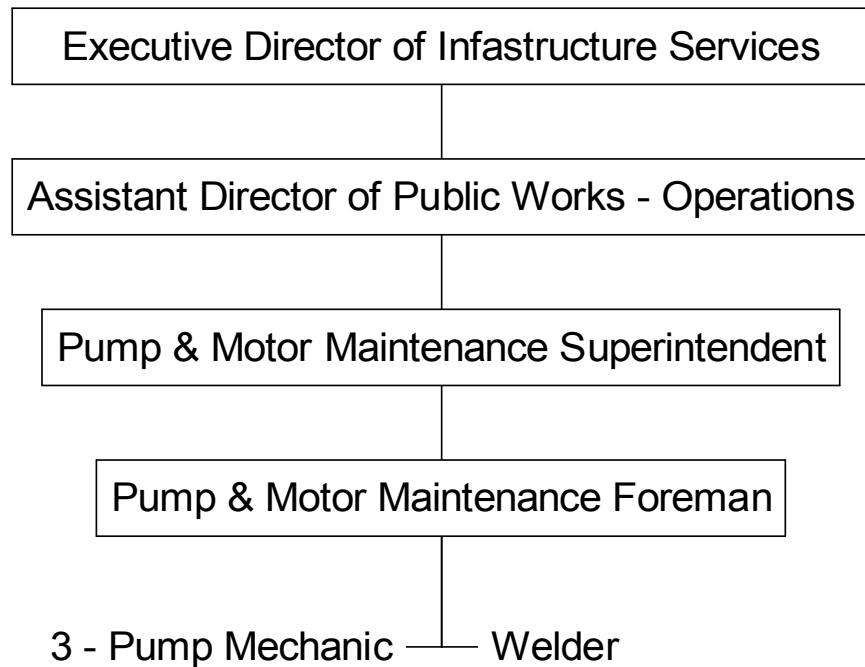 Executive Director of Infastructure Services
Assistant Director of Public Works - Operations
Pump & Motor Maintenance Superintendent
Pump & Motor Maintenance Foreman
3 - Pump Mechanic Welder